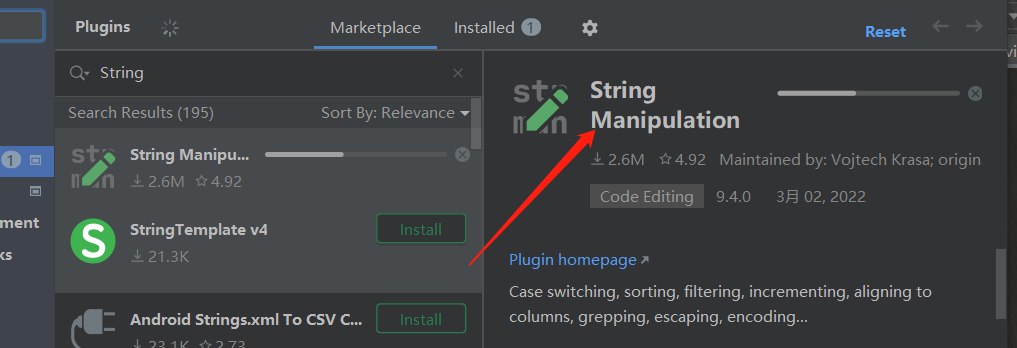 Plugins
Marketplace
Installed 1
Reset
String
Search Results (195)
Sort By: Relevance
String Manipu...
2.6M 4.92
Install
StringTemplate v4
21.3K
Install
Android Strings.xml To CSV C...
23.1K 2.73
1
ment
ks
String
Manipulation
2.6M 4.92 Maintained by: Vojtech Krasa; origin
Code Editing 9.4.0 3月 02, 2022
Plugin homepage
Case switching, sorting, filtering, incrementing, aligning to
columns, grepping, escaping, encoding...